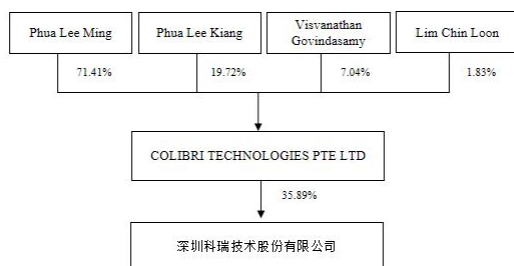 Phua Lee Ming
Phua Lee Kiang
Visvanathan
Govindasamy
Lim Chin Loon
71.41%
19.72%
7.04%
1.83%
COLIBRI TECHNOLOGIES PTE LTD
35.89%
深圳科瑞技术股份有限公司